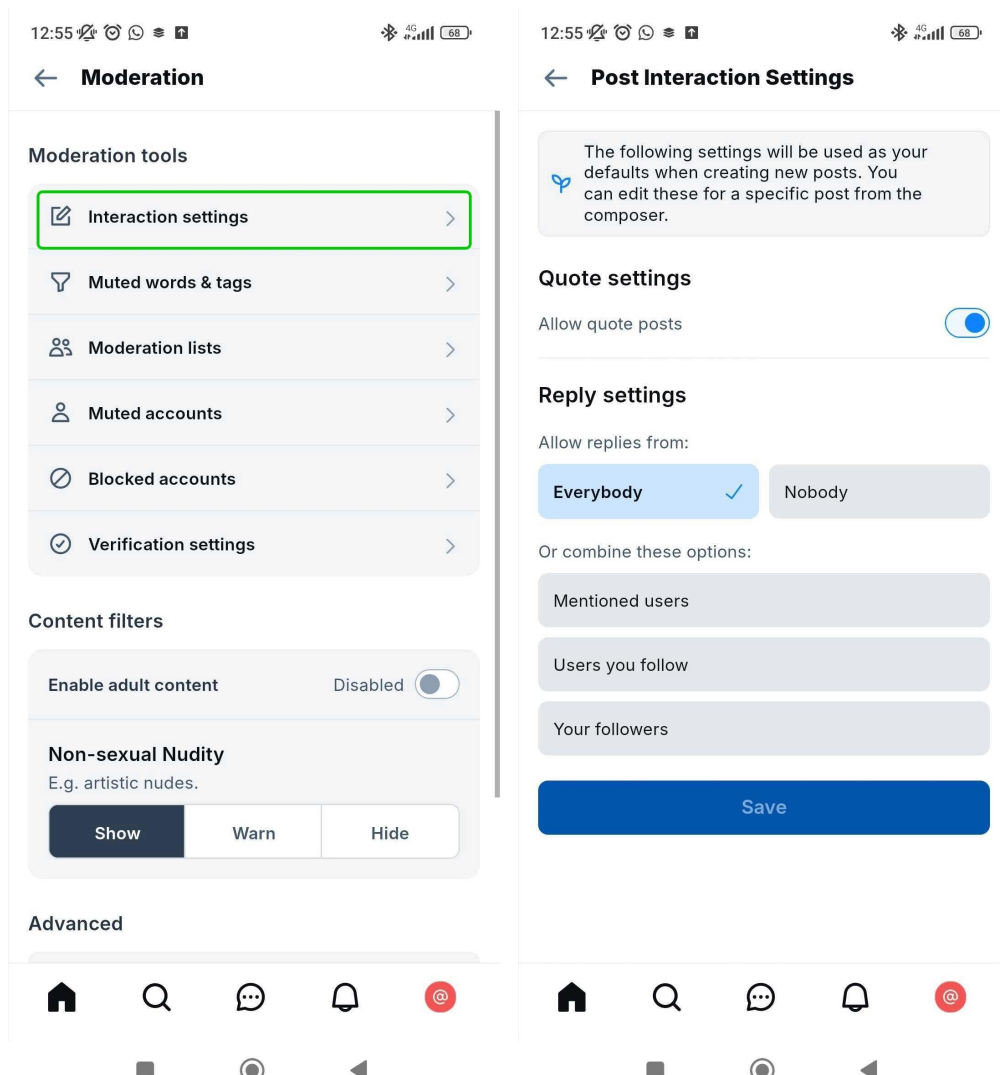 12:55
4G
68
Moderation
Moderation tools
Interaction settings
Muted words & tags
Moderation lists
Muted accounts
Blocked accounts
Verification settings
Content filters
Enable adult content
Disabled
Non-sexual Nudity
E.g. artistic nudes.
Show
Warn
Hide
Advanced
@
12:55
4G
68
Post Interaction Settings
The following settings will be used as your
defaults when creating new posts. You
can edit these for a specific post from the
composer.
Quote settings
Allow quote posts
Reply settings
Allow replies from:
Everybody
Nobody
Or combine these options:
Mentioned users
Users you follow
Your followers
Save
@